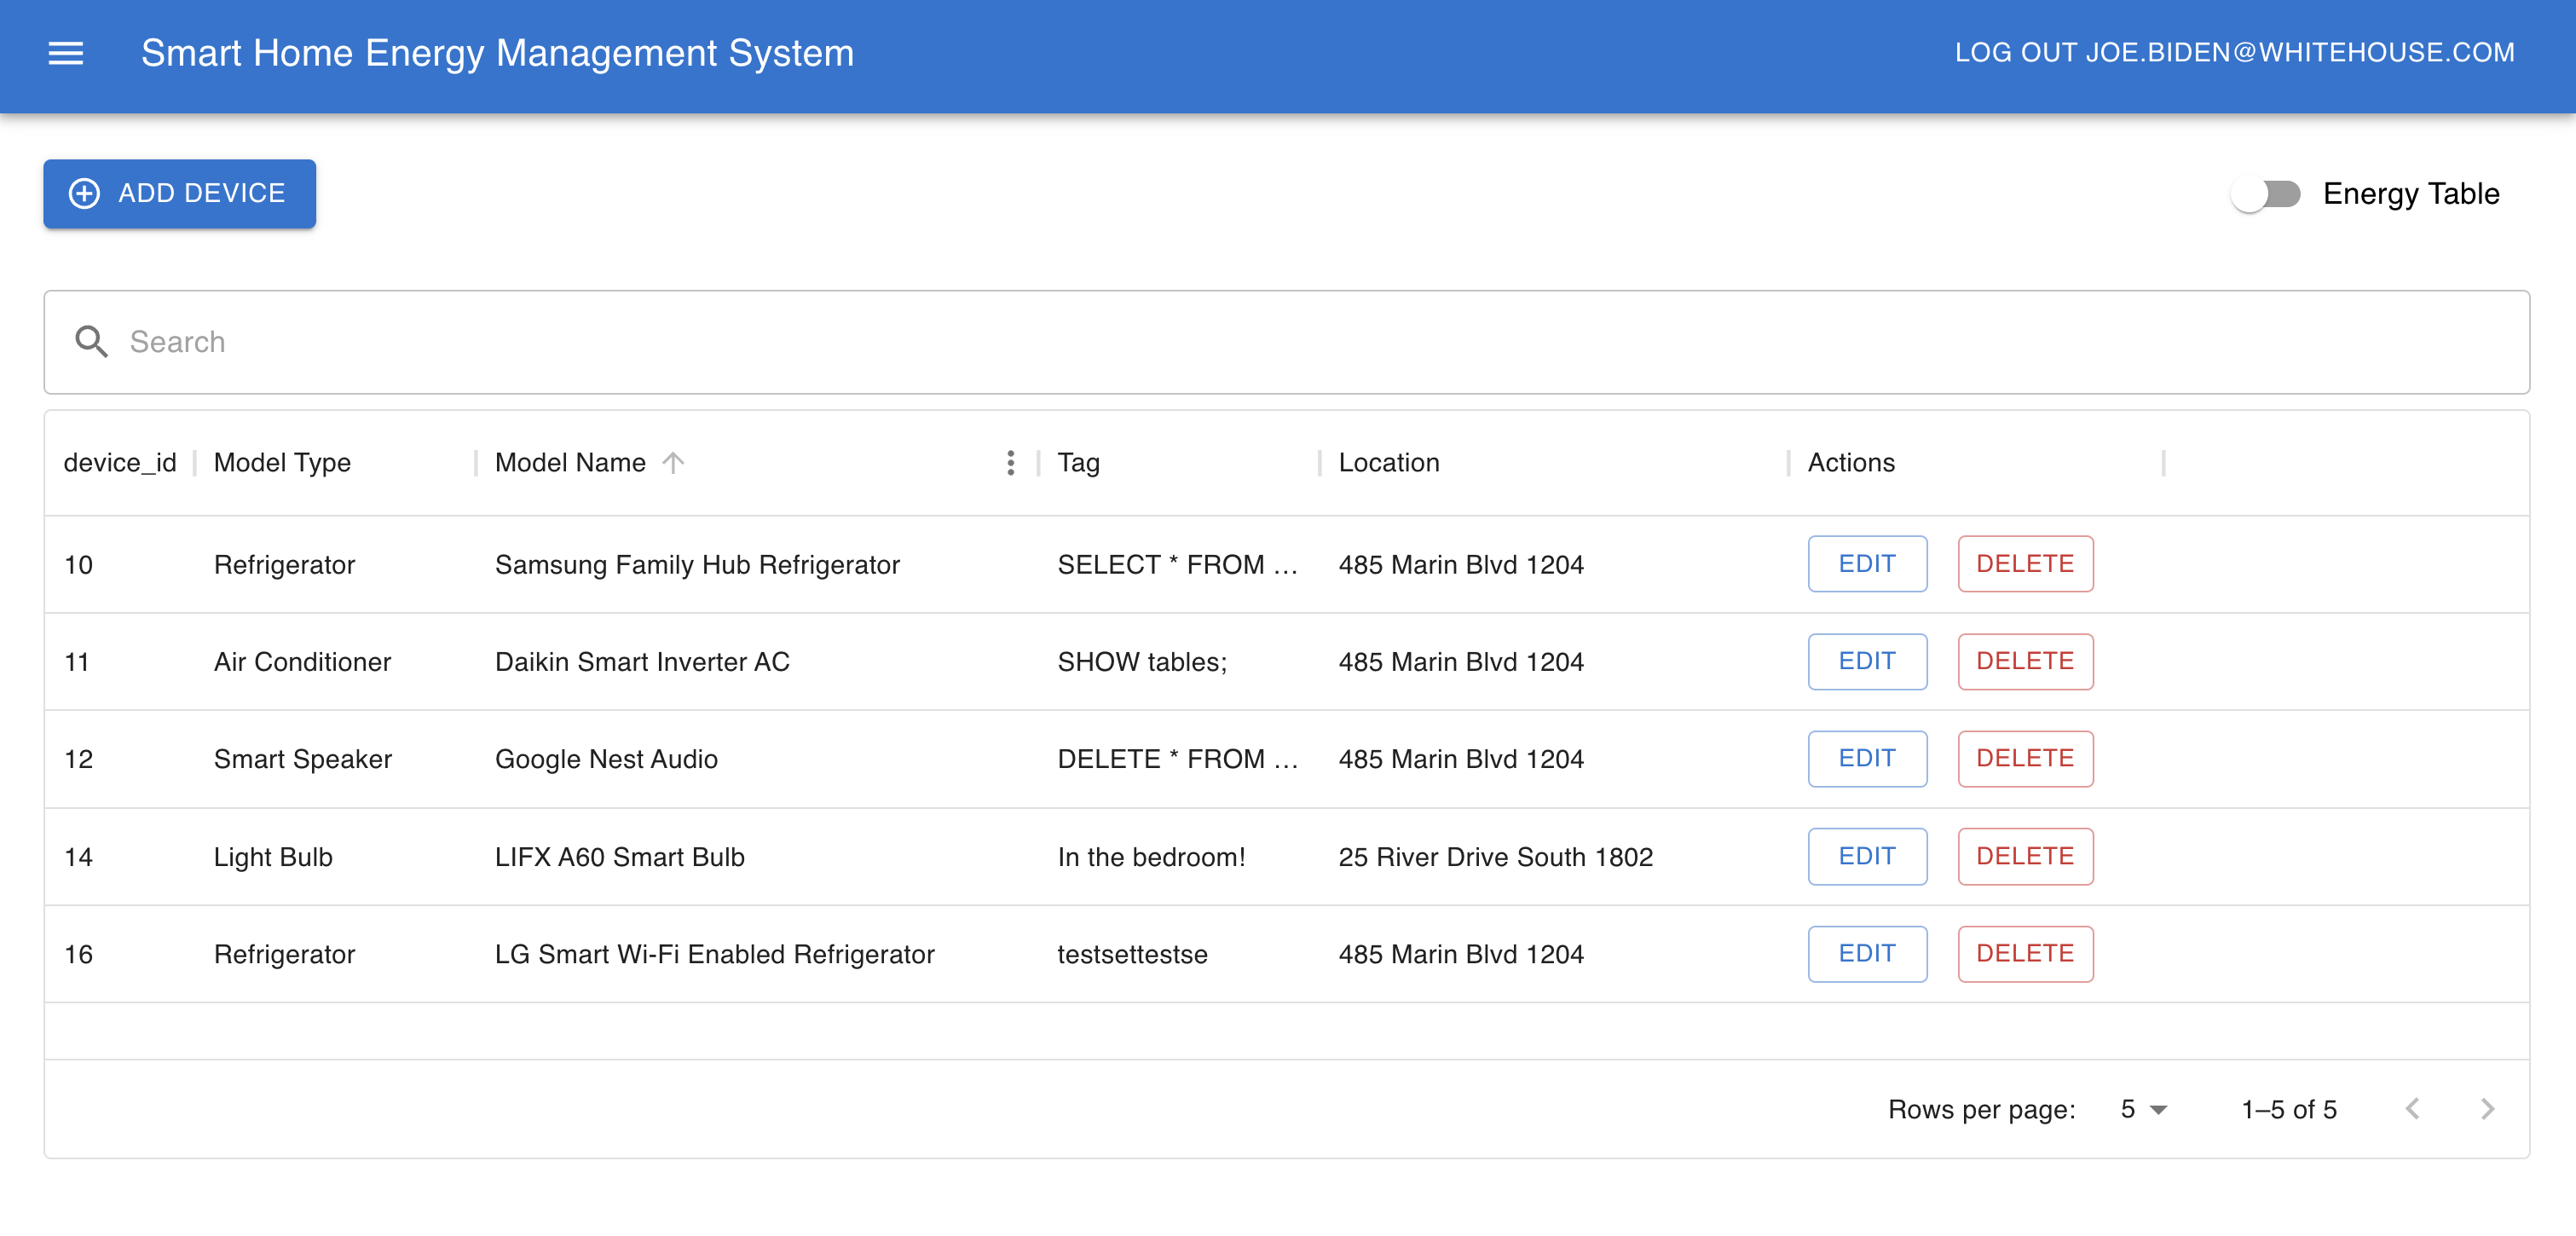 Smart Home Energy Management System
LOG OUT JOE.BIDEN@WHITEHOUSE.COM
ADD DEVICE
Energy Table
Search
device_id Model Type Model Name Tag Location Actions
10 Refrigerator Samsung Family Hub Refrigerator SELECT * FROM … 485 Marin Blvd 1204 EDIT DELETE
11 Air Conditioner Daikin Smart Inverter AC SHOW tables; 485 Marin Blvd 1204 EDIT DELETE
12 Smart Speaker Google Nest Audio DELETE * FROM … 485 Marin Blvd 1204 EDIT DELETE
14 Light Bulb LIFX A60 Smart Bulb In the bedroom! 25 River Drive South 1802 EDIT DELETE
16 Refrigerator LG Smart Wi-Fi Enabled Refrigerator testsettestse 485 Marin Blvd 1204 EDIT DELETE
Rows per page: 5 1–5 of 5